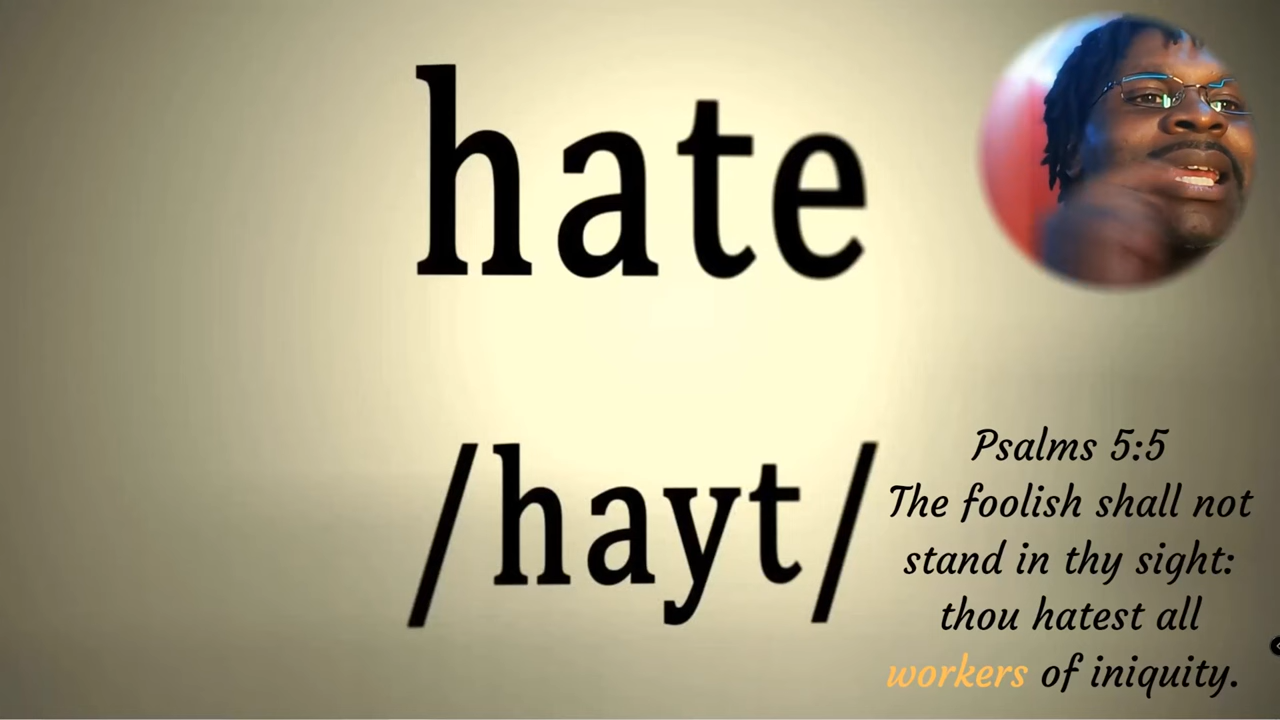 hate
/hayt/
Psalms 5:5
The foolish shall not
stand in thy sight:
thou hatest all
workers of iniquity.